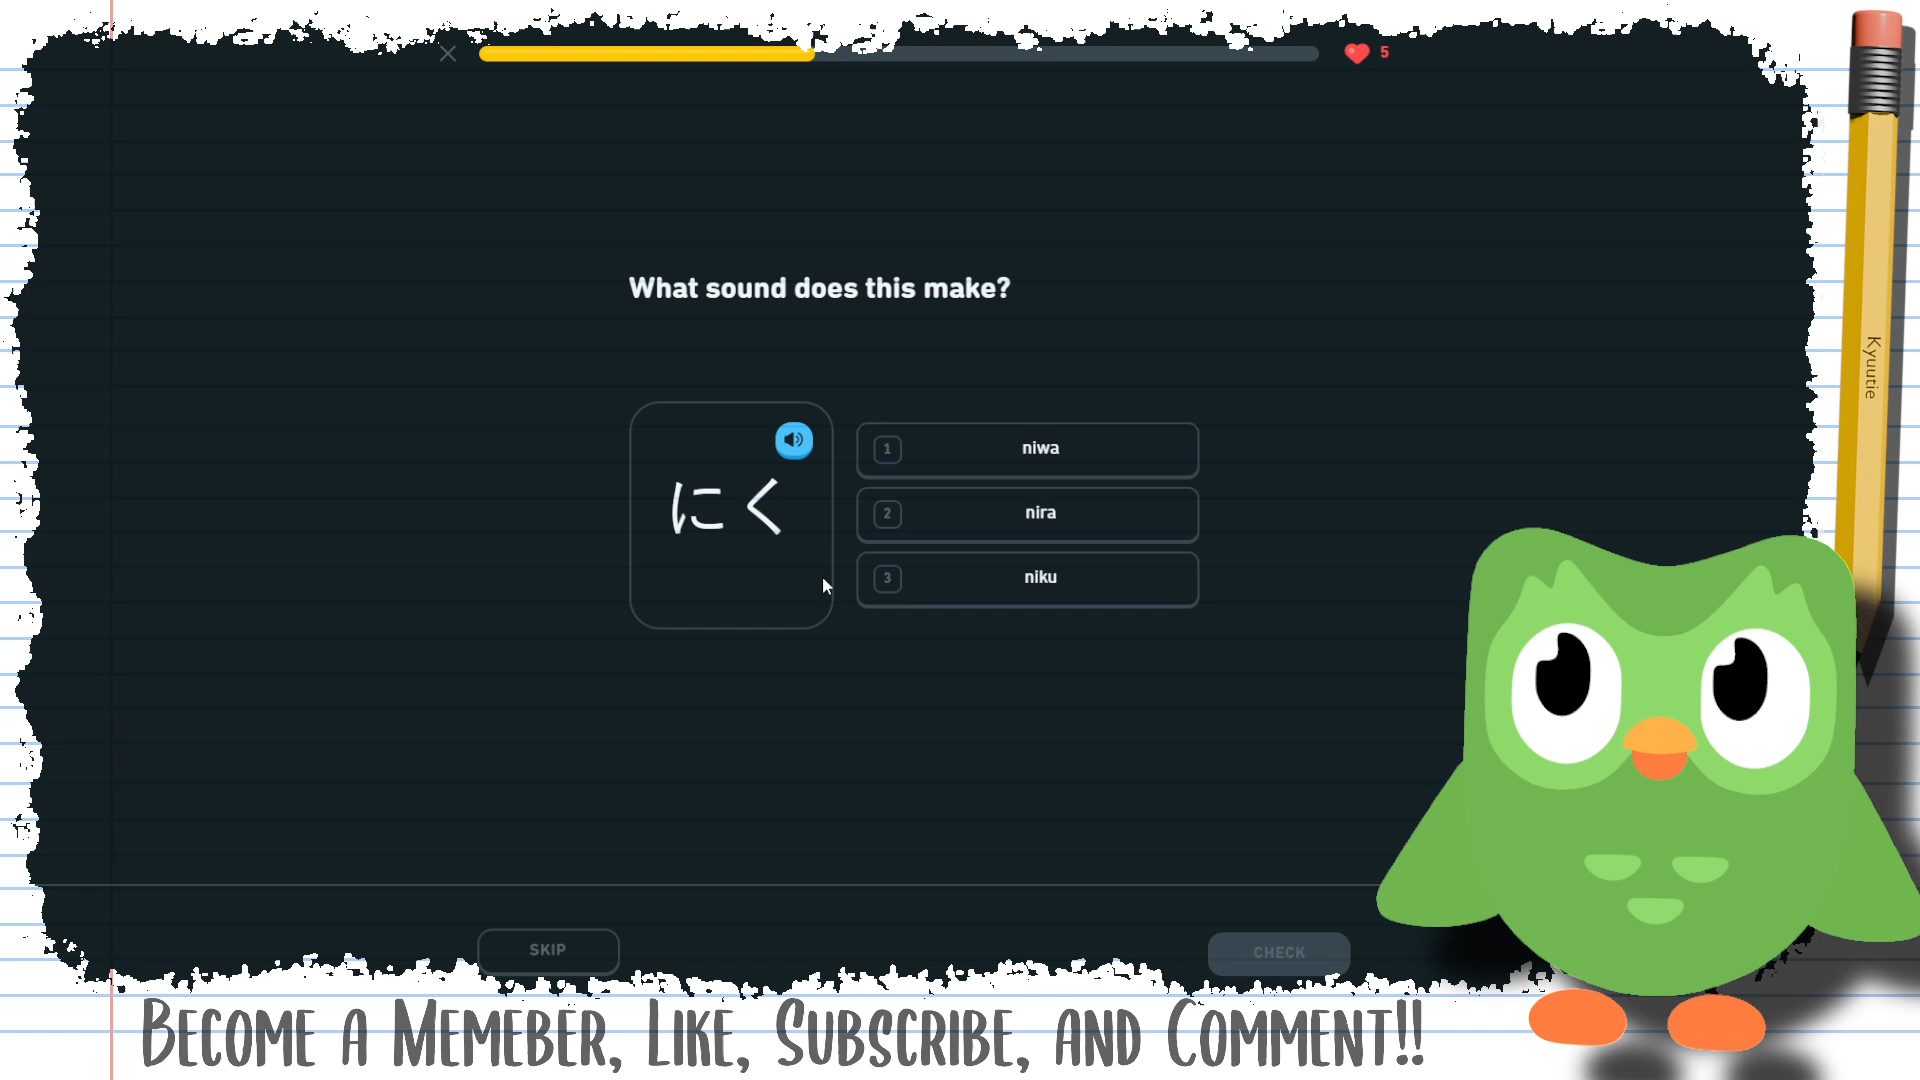 5
What sound does this make?
にく
1 niwa
2 nira
3 niku
Kyuutie
SKIP
CHECK
BECOME A MEMEBER, LIKE, SUBSCRIBE, AND COMMENT!!